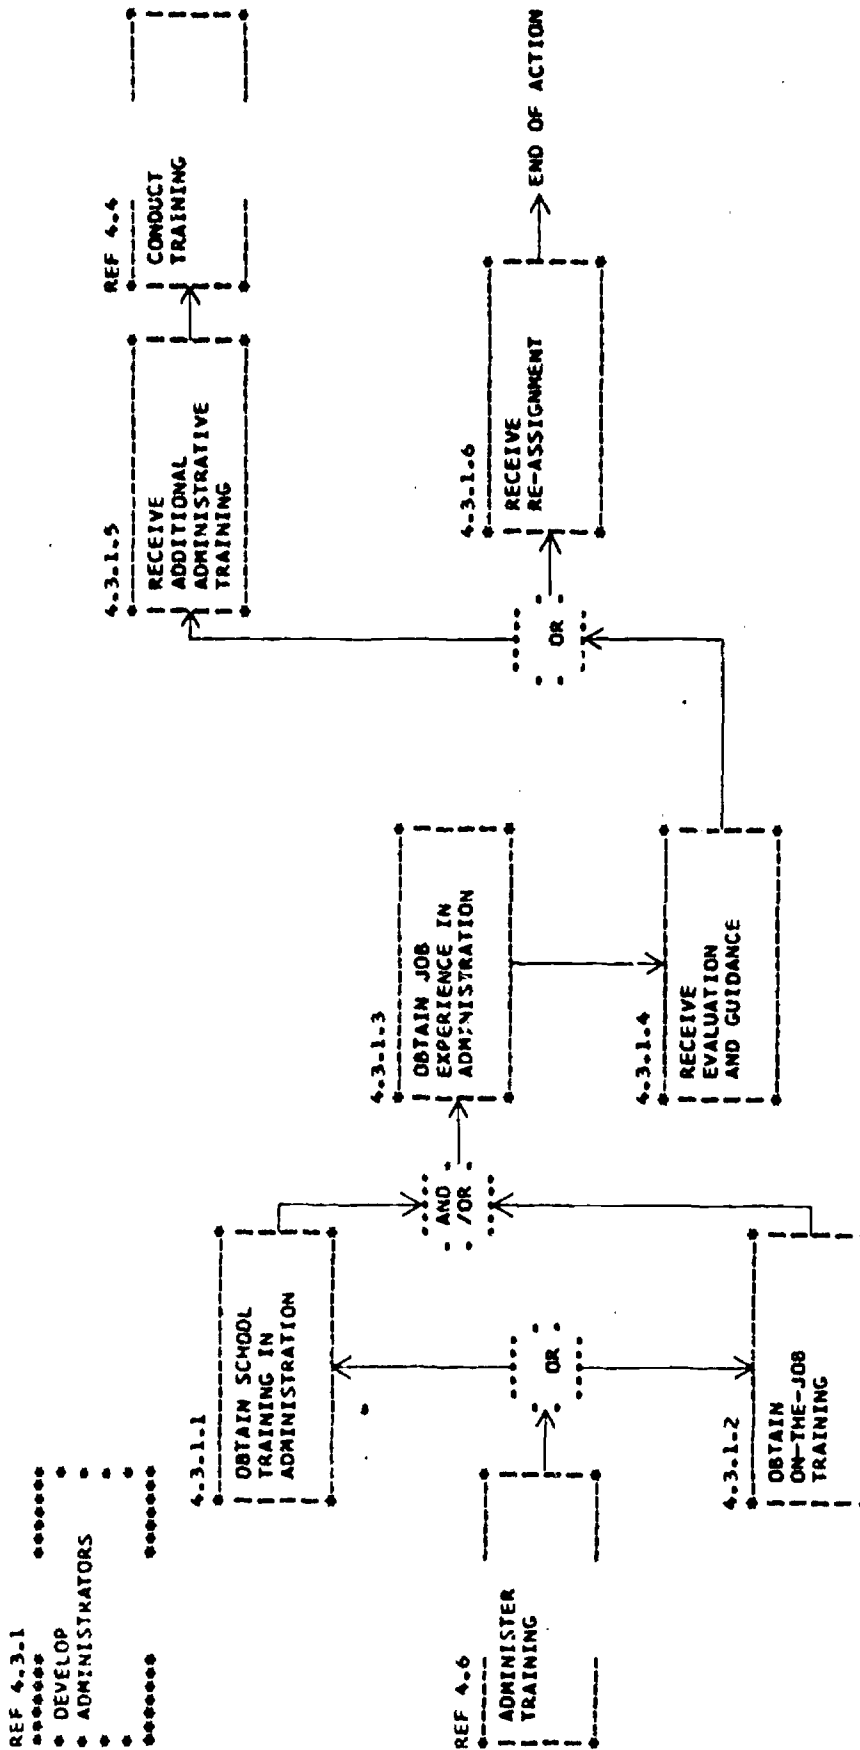 REF 4.3.1
DEVELOP
ADMINISTRATORS
REF 4.6
ADMINISTER
TRAINING
OR
4.3.1.1
OBTAIN SCHOOL
TRAINING IN
ADMINISTRATION
4.3.1.2
OBTAIN
ON-THE-JOB
TRAINING
AND
/OR
4.3.1.3
OBTAIN JOB
EXPERIENCE IN
ADMINISTRATION
4.3.1.4
RECEIVE
EVALUATION
AND GUIDANCE
OR
4.3.1.5
RECEIVE
ADDITIONAL
ADMINISTRATIVE
TRAINING
REF 4.4
CONDUCT
TRAINING
4.3.1.6
RECEIVE
RE-ASSIGNMENT
END OF ACTION